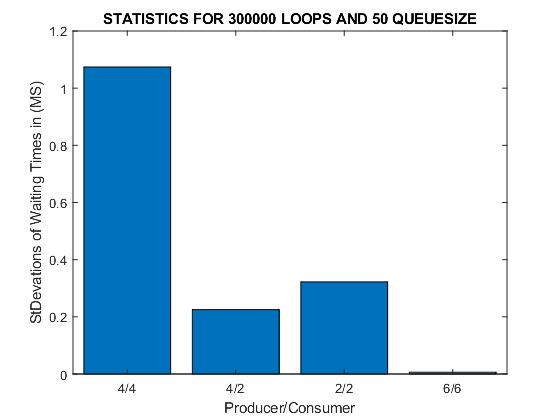 STATISTICS FOR 300000 LOOPS AND 50 QUEUESIZE
StDevations of Waiting Times in (MS)
1.2
1
0.8
0.6
0.4
0.2
0
4/4 4/2 2/2 6/6
Producer/Consumer